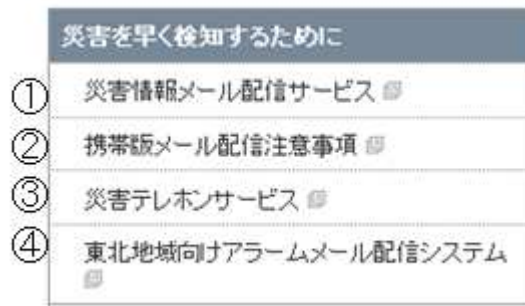 災害を早く検知するために
① 災害情報メール配信サービス
② 携帯版メール配信注意事項
③ 災害テレホンサービス
④ 東北地域向けアラームメール配信システム